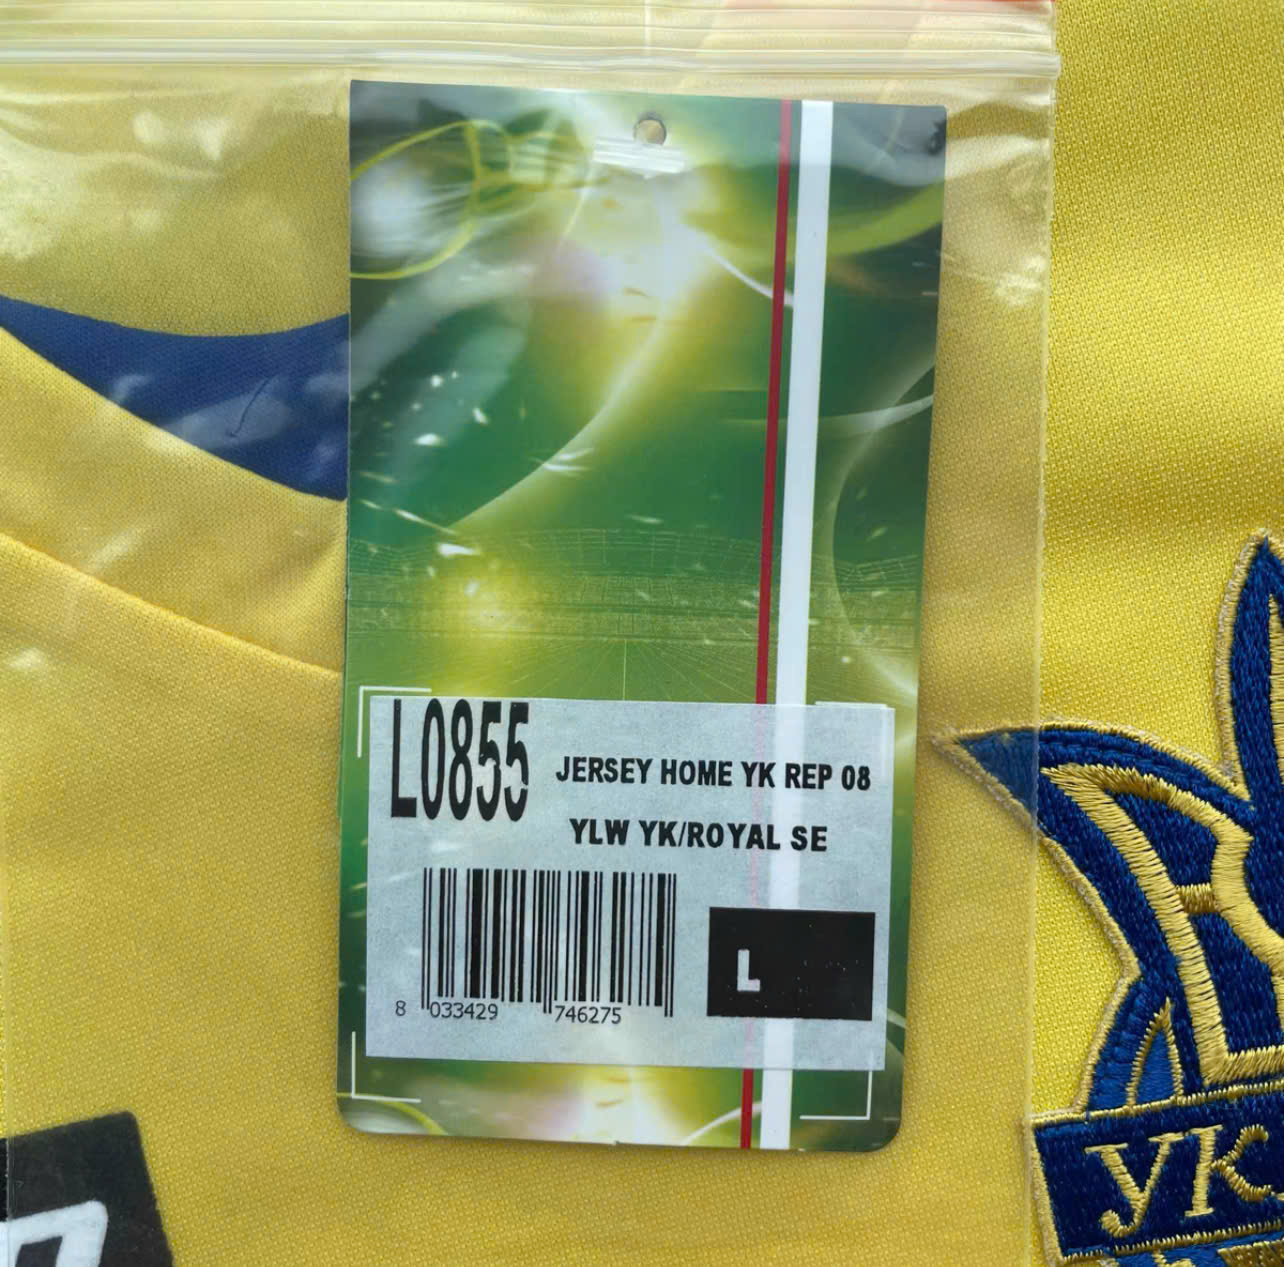 L0855
JERSEY HOME YK REP 08
YLW YK/ROYAL SE
L
8 033429 746275
УК